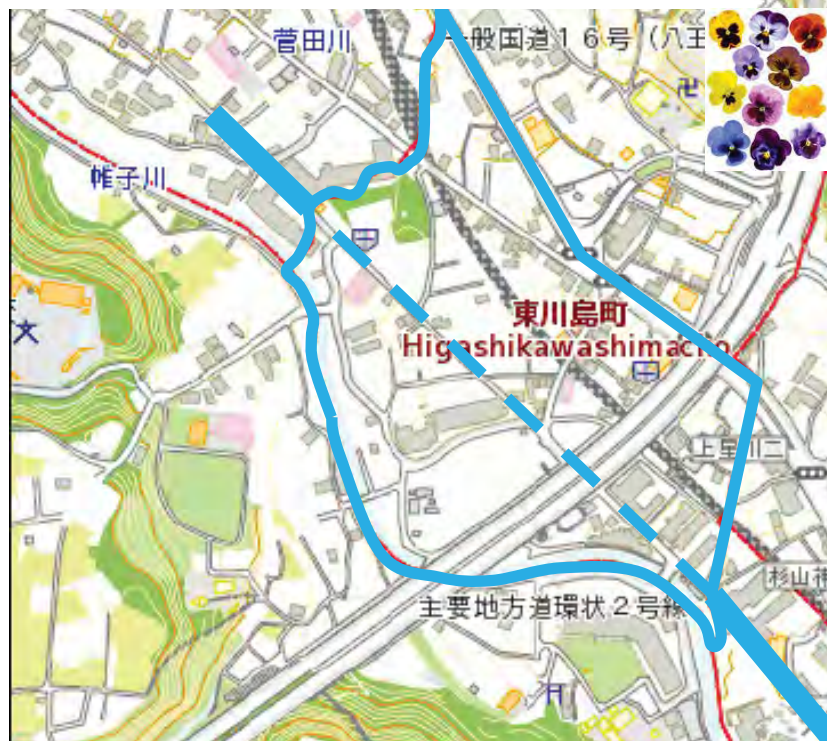 菅田川
一般国道16号（八王
帷子川
東川島町
Higashikawashimacho
上星川二
杉山神
主要地方道環状2号線
文